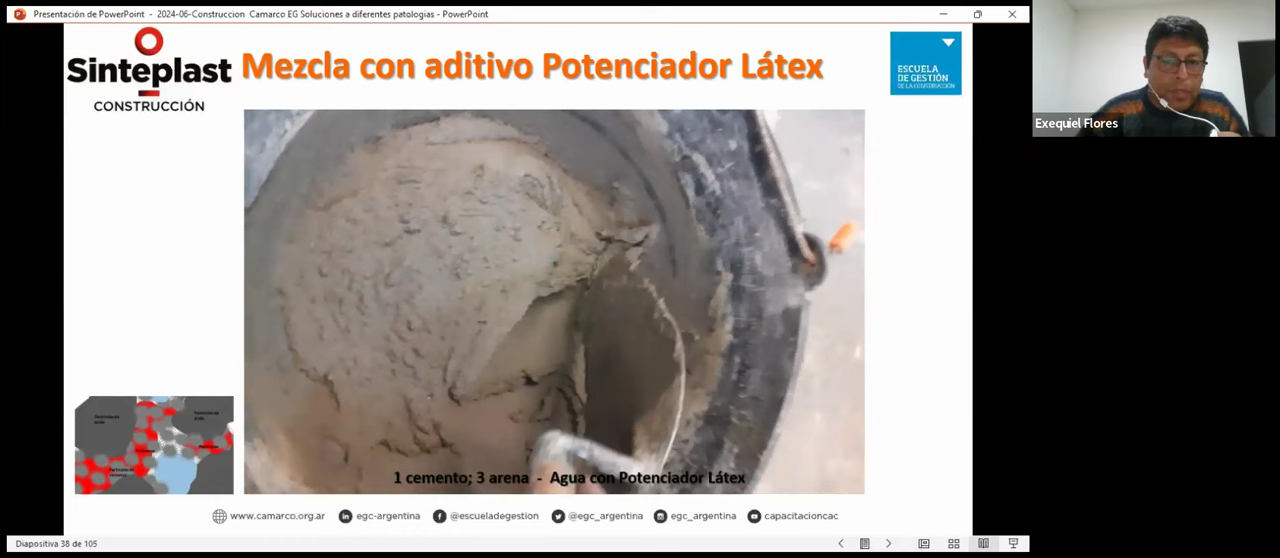 Presentación de PowerPoint - 2024-06-Construccion Camarco EG Soluciones a diferentes patologias - PowerPoint
Sinteplast
CONSTRUCCIÓN
Mezcla con aditivo Potenciador Látex
ESCUELA
DE GESTIÓN
DE LA CONSTRUCCIÓN
Exequiel Flores
1 cemento; 3 arena - Agua con Potenciador Látex
www.camarco.org.ar
egc-argentina
@escueladegestion
@egc_argentina
egc_argentina
capacitacioncac
Diapositiva 38 de 105